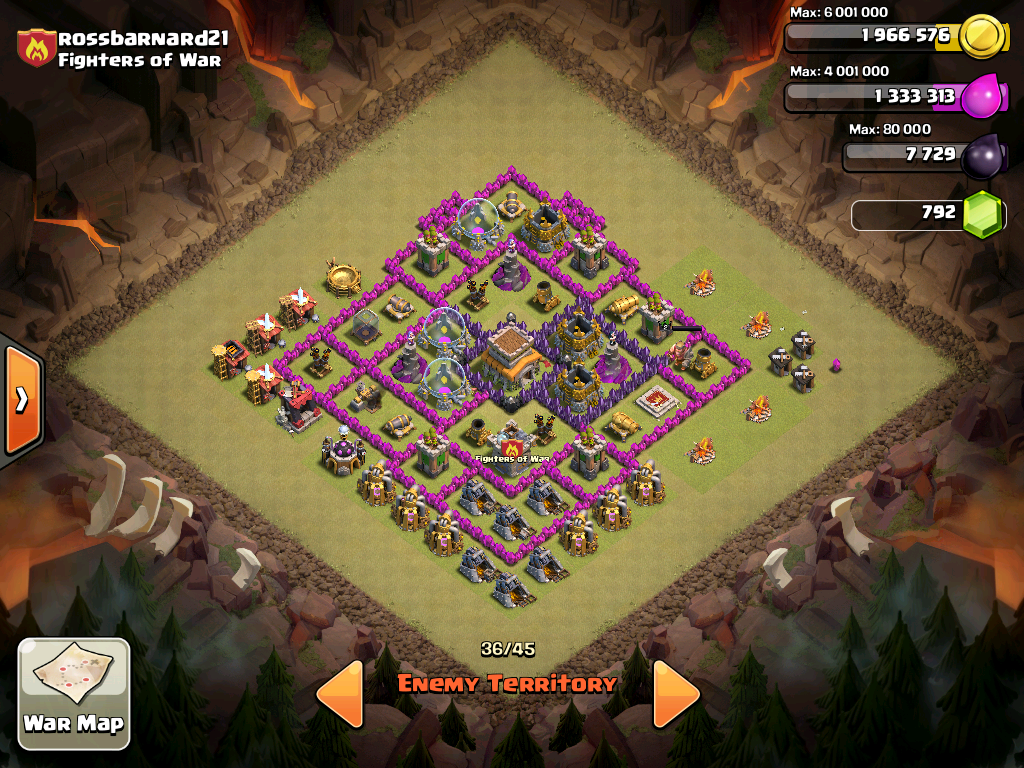 rossbarnard21
Fighters of War
Max: 6 001 000
1 966 576
Max: 4 001 000
1 333 313
Max: 80 000
7 729
792
Fighters of War
36/45
Enemy Territory
War Map